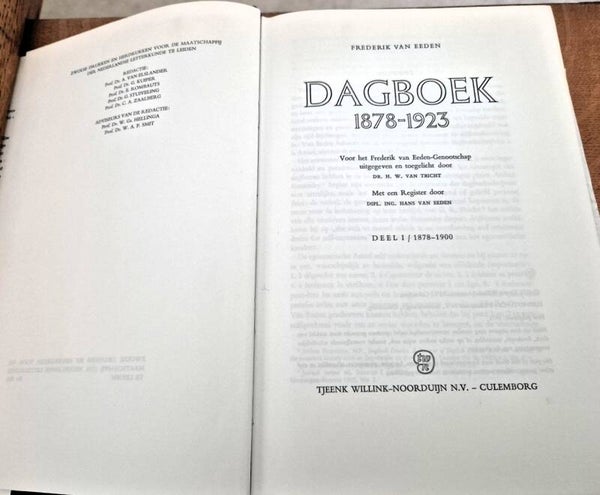 ZWOLSE DRUKKEN EN HERDRUKKEN VOOR DE MAATSCHAPPIJ
DER NEDERLANDSE LETTERKUNDE TE LEIDEN
REDACTIE:
Prof. Dr. A. VAN ELSLANDER
Prof. Dr. G. KUIPER
Prof. Dr. E. ROMBAUTS
Prof. Dr. G. STUIVELING
Prof. Dr. C. A. ZAALBERG
ADVISEURS VAN DE REDACTIE:
Prof. Dr. W. Gs HELLINGA
Prof. Dr. W. A. P. SMIT
FREDERIK VAN EEDEN
DAGBOEK
1878-1923
Voor het Frederik van Eeden-Genootschap
uitgegeven en toegelicht door
DR. H. W. VAN TRICHT
Met een Register door
DIPL. ING. HANS VAN EEDEN
DEEL I / 1878-1900
TJEENK WILLINK-NOORDUIJN N.V. – CULEMBORG